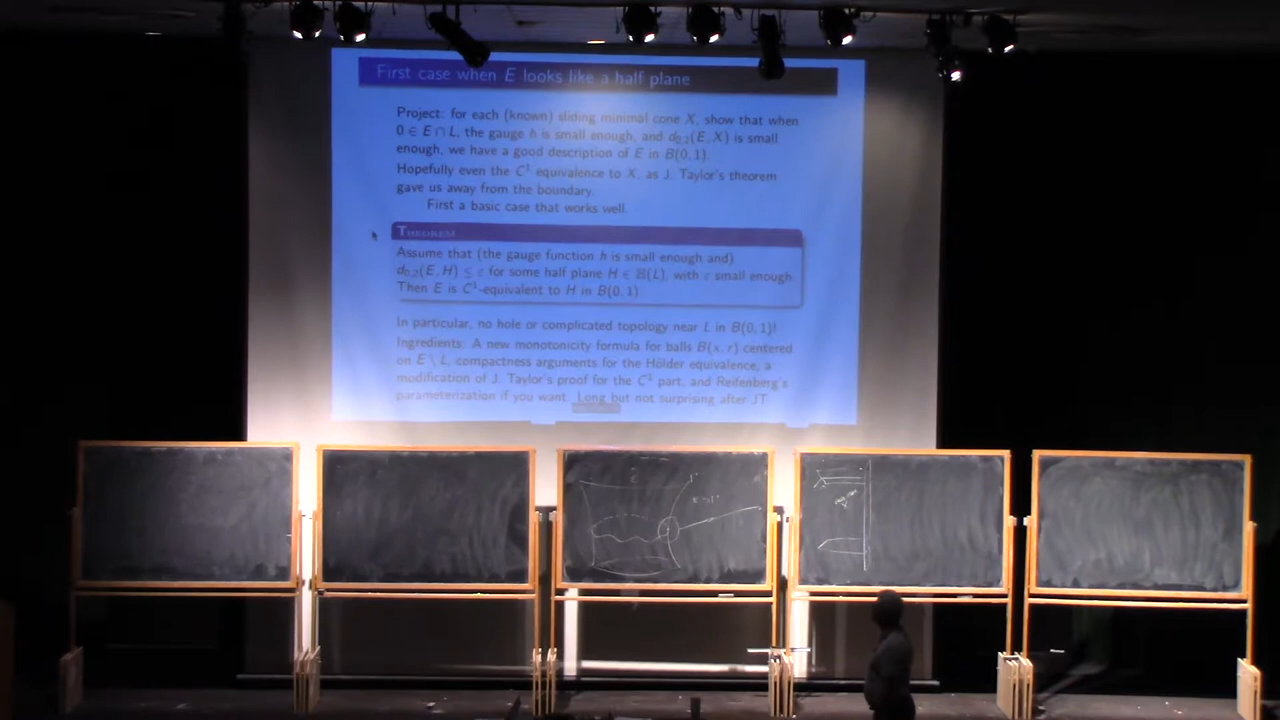 First case when E looks like a half plane
Project: for each (known) sliding minimal cone X, show that when
0 ∈ E ∩ L, the gauge h is small enough, and d₀,₂(E, X) is small
enough, we have a good description of E in B(0, 1).
Hopefully even the C¹ equivalence to X, as J. Taylor's theorem
gave us away from the boundary.
First a basic case that works well.
THEOREM
Assume that (the gauge function h is small enough and)
d₀,₂(E, H) ≤ ε for some half plane H ∈ ℍ(L), with ε small enough.
Then E is C¹-equivalent to H in B(0, 1)
In particular, no hole or complicated topology near L in B(0, 1)!
Ingredients: A new monotonicity formula for balls B(x, r) centered
on E \ L, compactness arguments for the Hölder equivalence, a
modification of J. Taylor's proof for the C¹ part, and Reifenberg's
parameterization if you want. Long but not surprising after JT
E